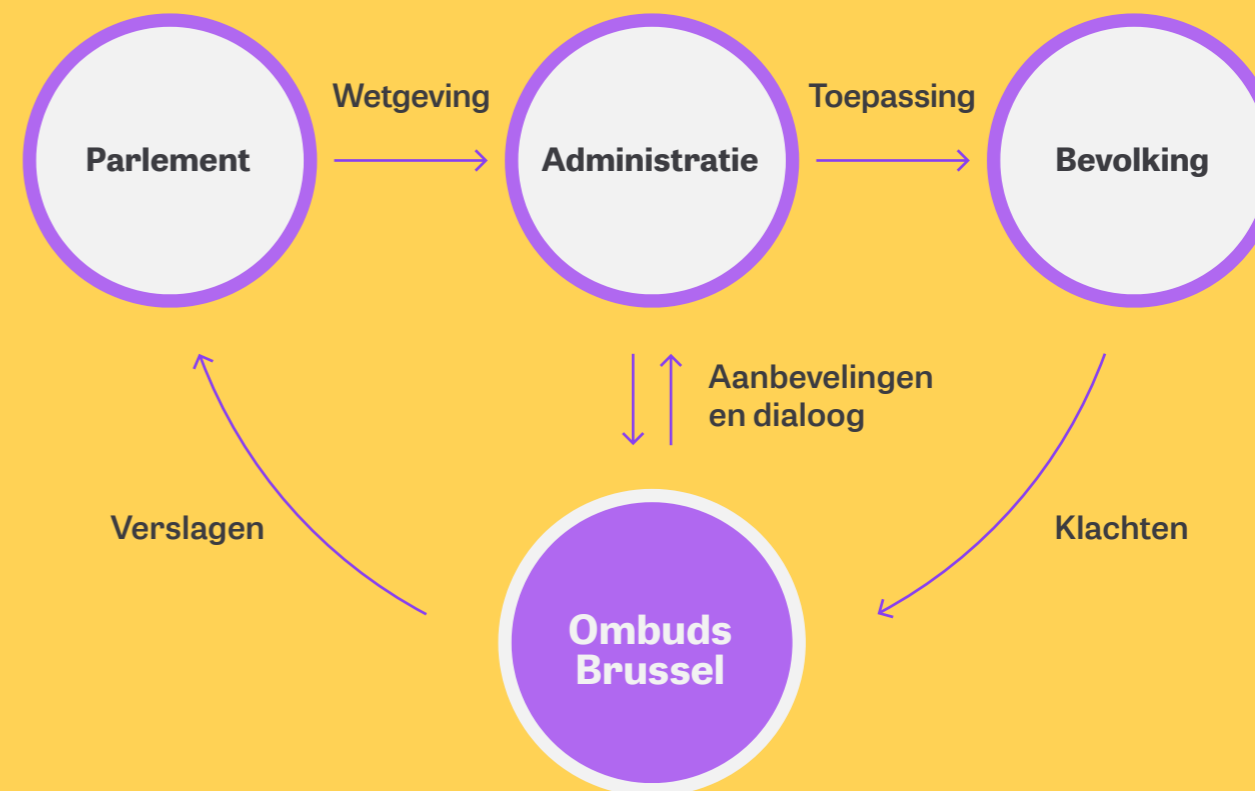 Wetgeving
Toepassing
Parlement
Administratie
Bevolking
Aanbevelingen
en dialoog
Verslagen
Klachten
Ombuds
Brussel